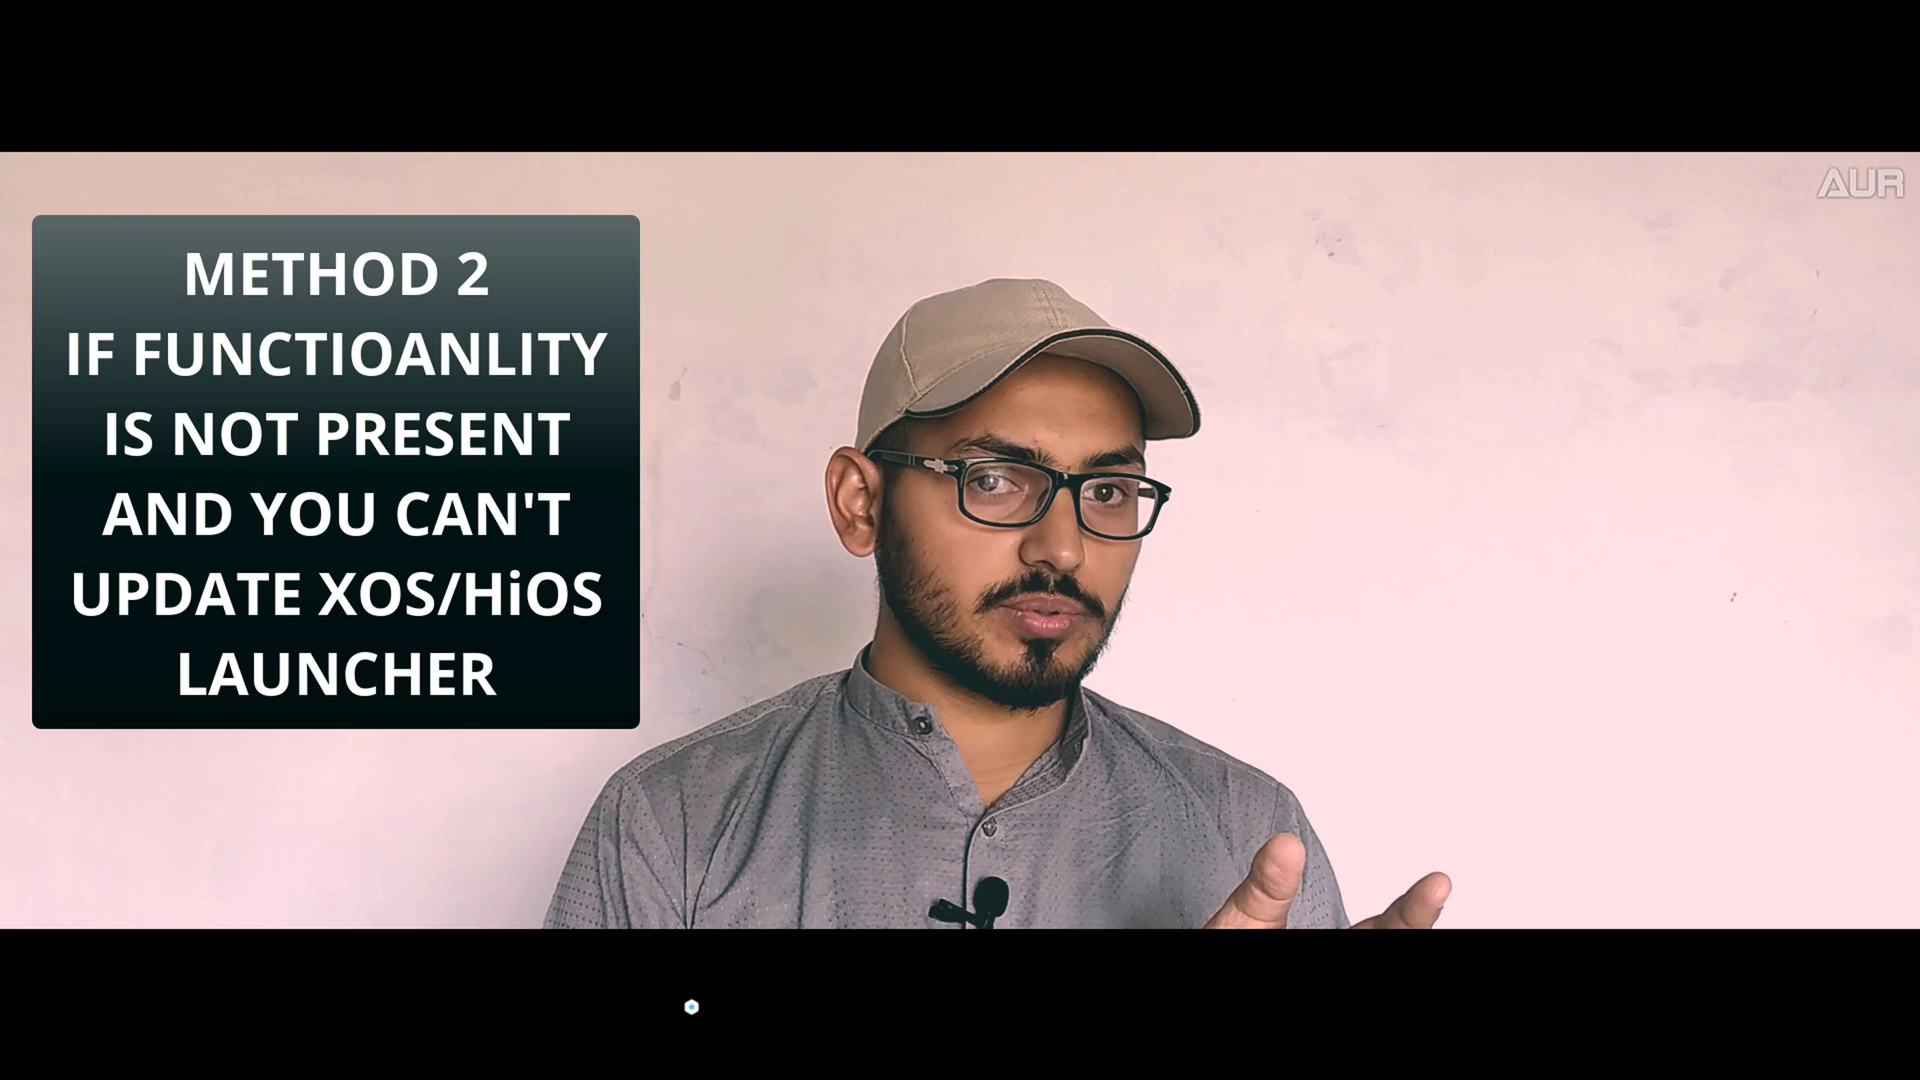 AUR
METHOD 2
IF FUNCTIOANLITY
IS NOT PRESENT
AND YOU CAN'T
UPDATE XOS/HiOS
LAUNCHER